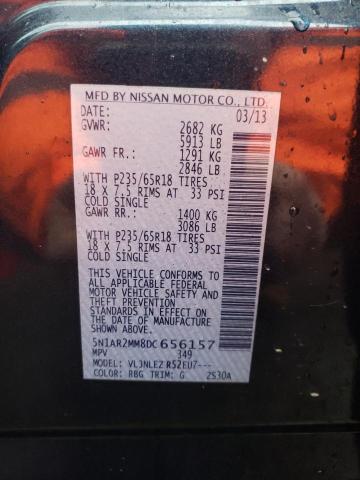 MFD BY NISSAN MOTOR CO., LTD.
DATE: 03/13
GVWR: 2682 KG
5913 LB
GAWR FR.: 1291 KG
2846 LB
WITH P235/65R18 TIRES
18 X 7.5 RIMS AT 33 PSI
COLD SINGLE
GAWR RR.: 1400 KG
3086 LB
WITH P235/65R18 TIRES
18 X 7.5 RIMS AT 33 PSI
COLD SINGLE
THIS VEHICLE CONFORMS TO
ALL APPLICABLE FEDERAL
MOTOR VEHICLE SAFETY, AND
THEFT PREVENTION
STANDARDS IN EFFECT ON THE
DATE OF MANUFACTURE
SHOWN ABOVE.
5N1AR2MM8DC656157
MPV 349
MODEL: VLJNLEZ R52EU7---
COLOR: RBG TRIM: G 2S30A